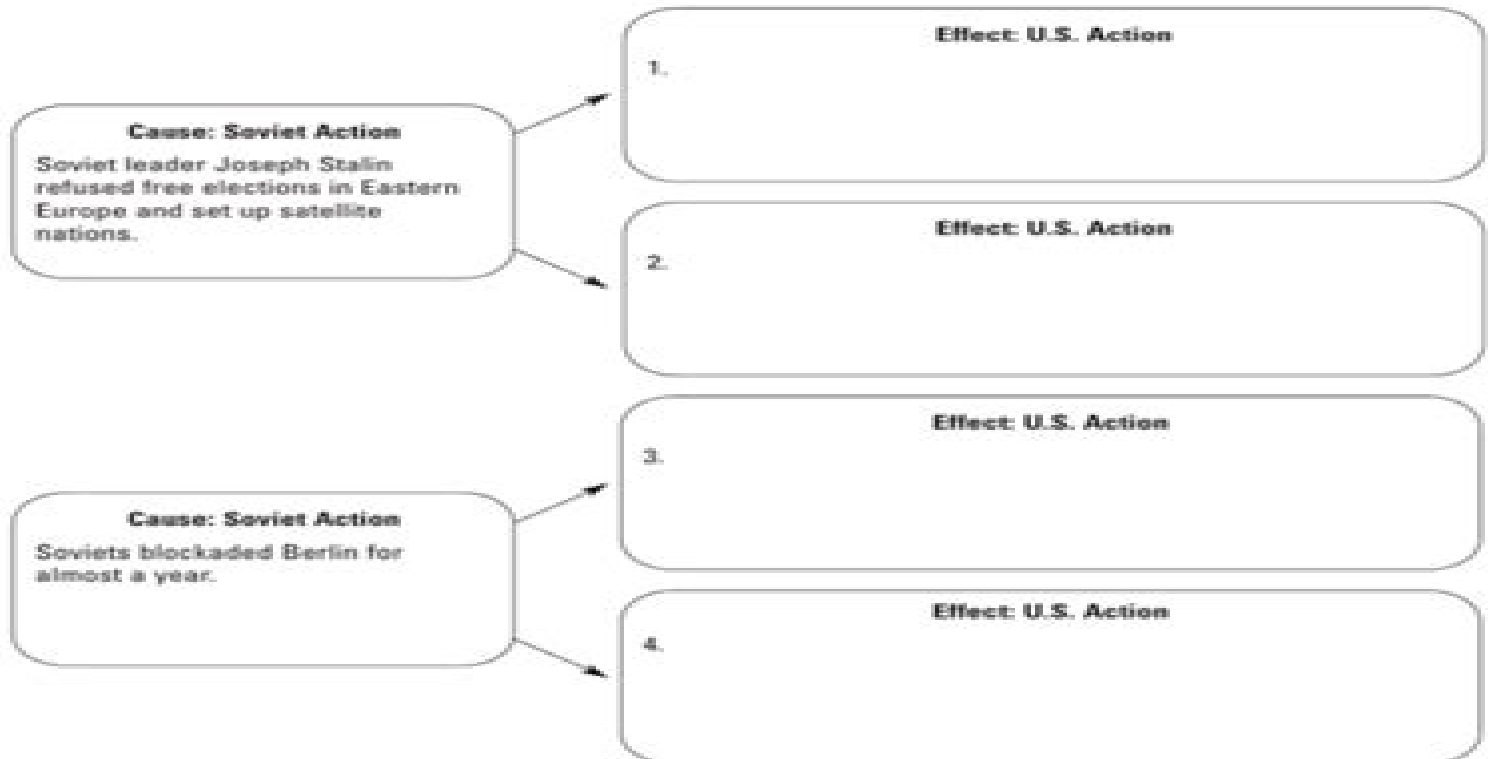 Effect: U.S. Action
1.
Cause: Soviet Action
Soviet leader Joseph Stalin
refused free elections in Eastern
Europe and set up satellite
nations.
Effect: U.S. Action
2.
Effect: U.S. Action
3.
Cause: Soviet Action
Soviets blockaded Berlin for
almost a year.
Effect: U.S. Action
4.